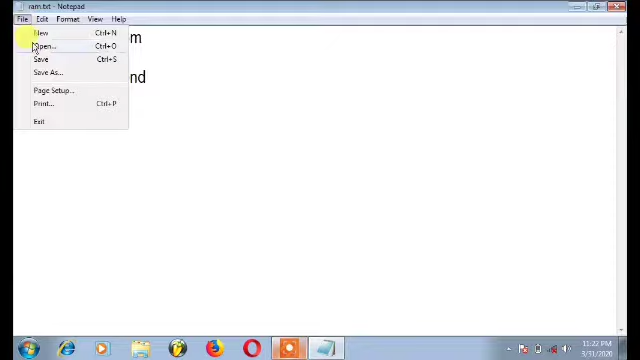 ram.txt - Notepad
File Edit Format View Help
m
New Ctrl+N
Open... Ctrl+O
Save Ctrl+S
Save As...
nd
Page Setup...
Print... Ctrl+P
Exit
11:22 PM
3/31/2020